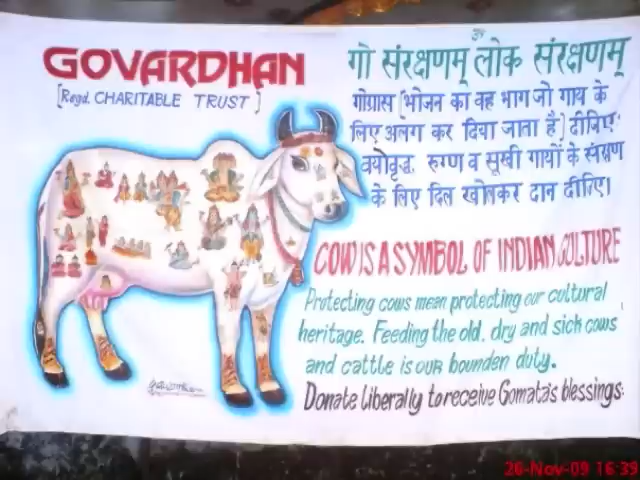 GOVARDHAN
[Regd. CHARITABLE TRUST]
ॐ
गो संरक्षणम् लोक संरक्षणम्
गोग्रास [भोजन का वह भाग जो गाय के
लिए अलग कर दिया जाता है] दीजिए
वयोवृद्ध, रुग्ण व सूखी गायों के संरक्षण
के लिए दिल खोलकर दान दीजिए।
COW IS A SYMBOL OF INDIAN CULTURE
Protecting cows mean protecting our cultural
heritage. Feeding the old, dry and sick cows
and cattle is our bounden duty.
Donate liberally to receive Gomata's blessings.
26-Nov-09 16:39